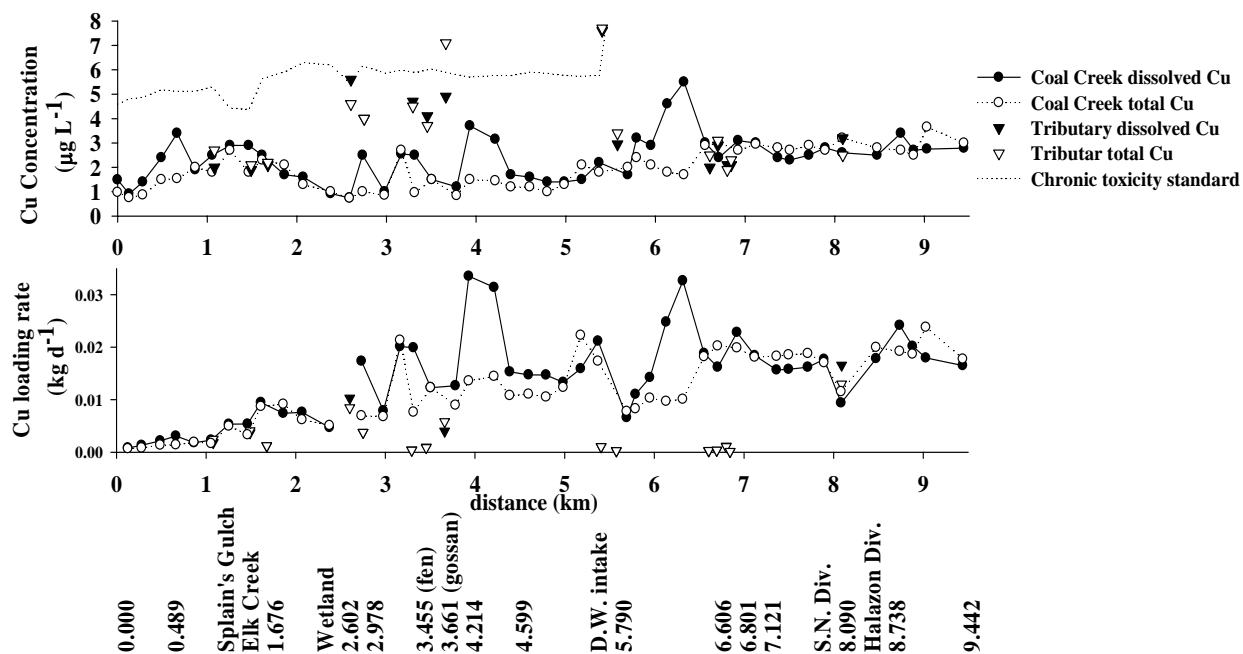 8
7
6
5
4
3
2
1
0
Cu Concentration
(µg L-1)
0 1 2 3 4 5 6 7 8 9
Coal Creek dissolved Cu
Coal Creek total Cu
Tributary dissolved Cu
Tributar total Cu
Chronic toxicity standard
0.03
0.02
0.01
0.00
Cu loading rate
(kg d-1)
0 1 2 3 4 5 6 7 8 9
distance (km)
0.000
0.489
Splain's Gulch
Elk Creek
1.676
Wetland
2.602
2.978
3.455 (fen)
3.661 (gossan)
4.214
4.599
D.W. intake
5.790
6.606
6.801
7.121
S.N. Div.
8.090
Halazon Div.
8.738
9.442